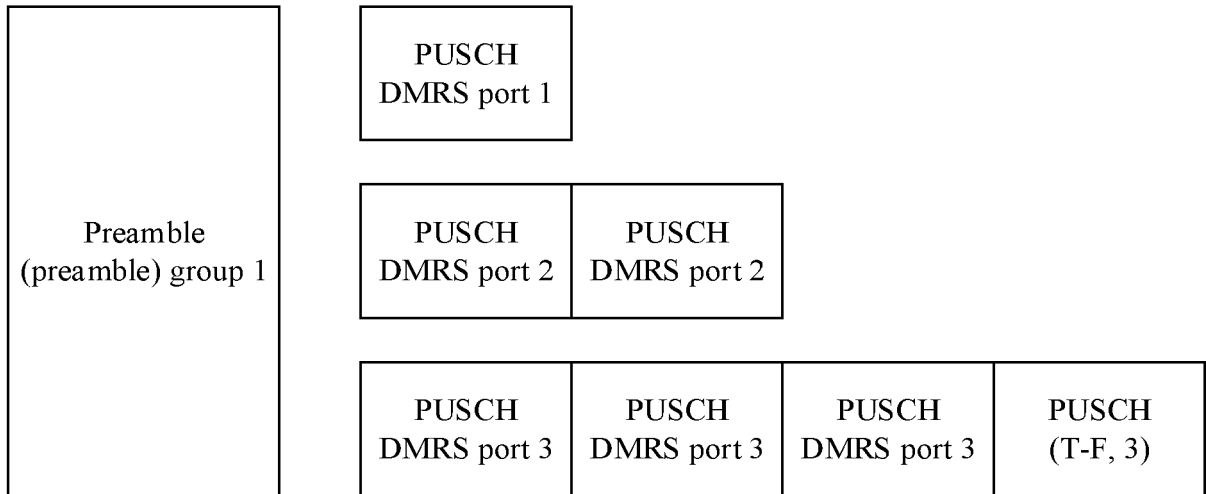 Preamble
(preamble) group 1
PUSCH
DMRS port 1
PUSCH
DMRS port 2
PUSCH
DMRS port 2
PUSCH
DMRS port 3
PUSCH
DMRS port 3
PUSCH
DMRS port 3
PUSCH
(T-F, 3)